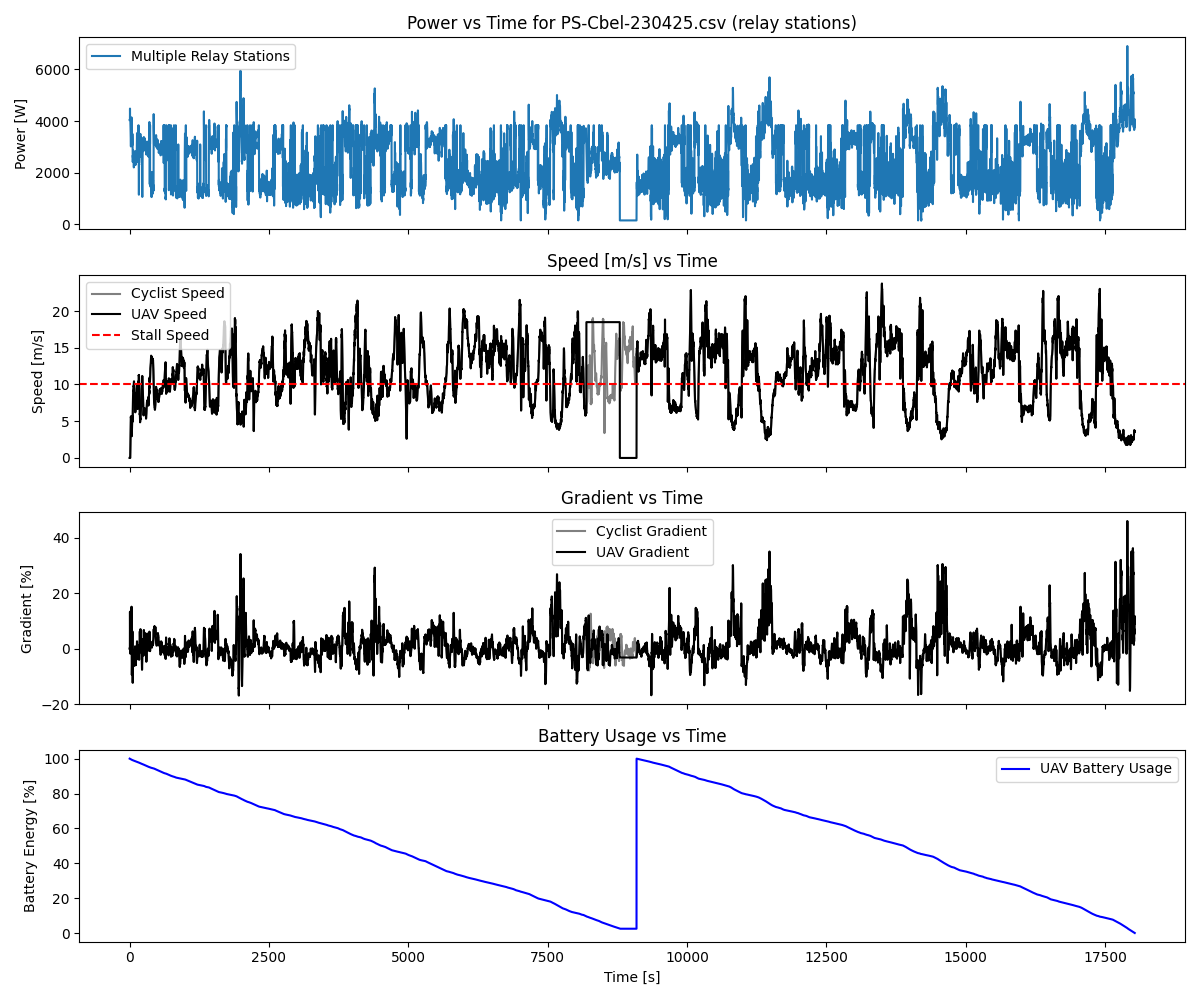 Power vs Time for PS-Cbel-230425.csv (relay stations)
Multiple Relay Stations
Power [W]
6000
4000
2000
0
Speed [m/s] vs Time
Cyclist Speed
UAV Speed
Stall Speed
Speed [m/s]
20
15
10
5
0
Gradient vs Time
Cyclist Gradient
UAV Gradient
Gradient [%]
40
20
0
−20
Battery Usage vs Time
UAV Battery Usage
Battery Energy [%]
100
80
60
40
20
0
0 2500 5000 7500 10000 12500 15000 17500
Time [s]